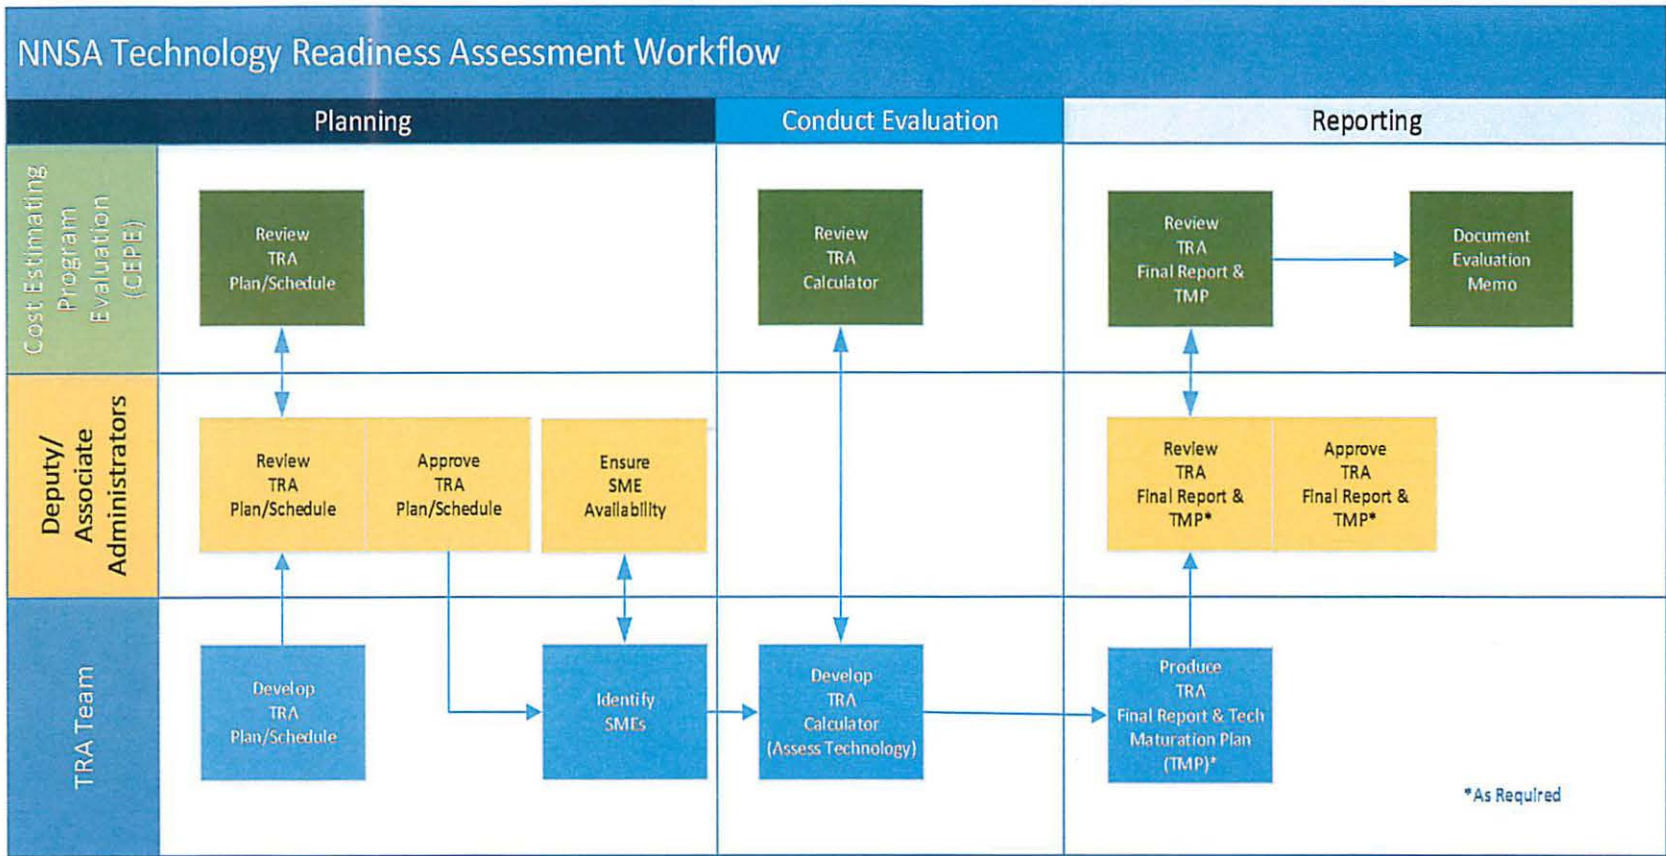 NNSA Technology Readiness Assessment Workflow
Planning
Conduct Evaluation
Reporting
Cost Estimating
Program
Evaluation
(CEPE)
Review
TRA
Plan/Schedule
Review
TRA
Calculator
Review
TRA
Final Report &
TMP
Document
Evaluation
Memo
Deputy/
Associate
Administrators
Review
TRA
Plan/Schedule
Approve
TRA
Plan/Schedule
Ensure
SME
Availability
Review
TRA
Final Report &
TMP*
Approve
TRA
Final Report &
TMP*
TRA Team
Develop
TRA
Plan/Schedule
Identify
SMEs
Develop
TRA
Calculator
(Assess Technology)
Produce
TRA
Final Report & Tech
Maturation Plan
(TMP)*
*As Required